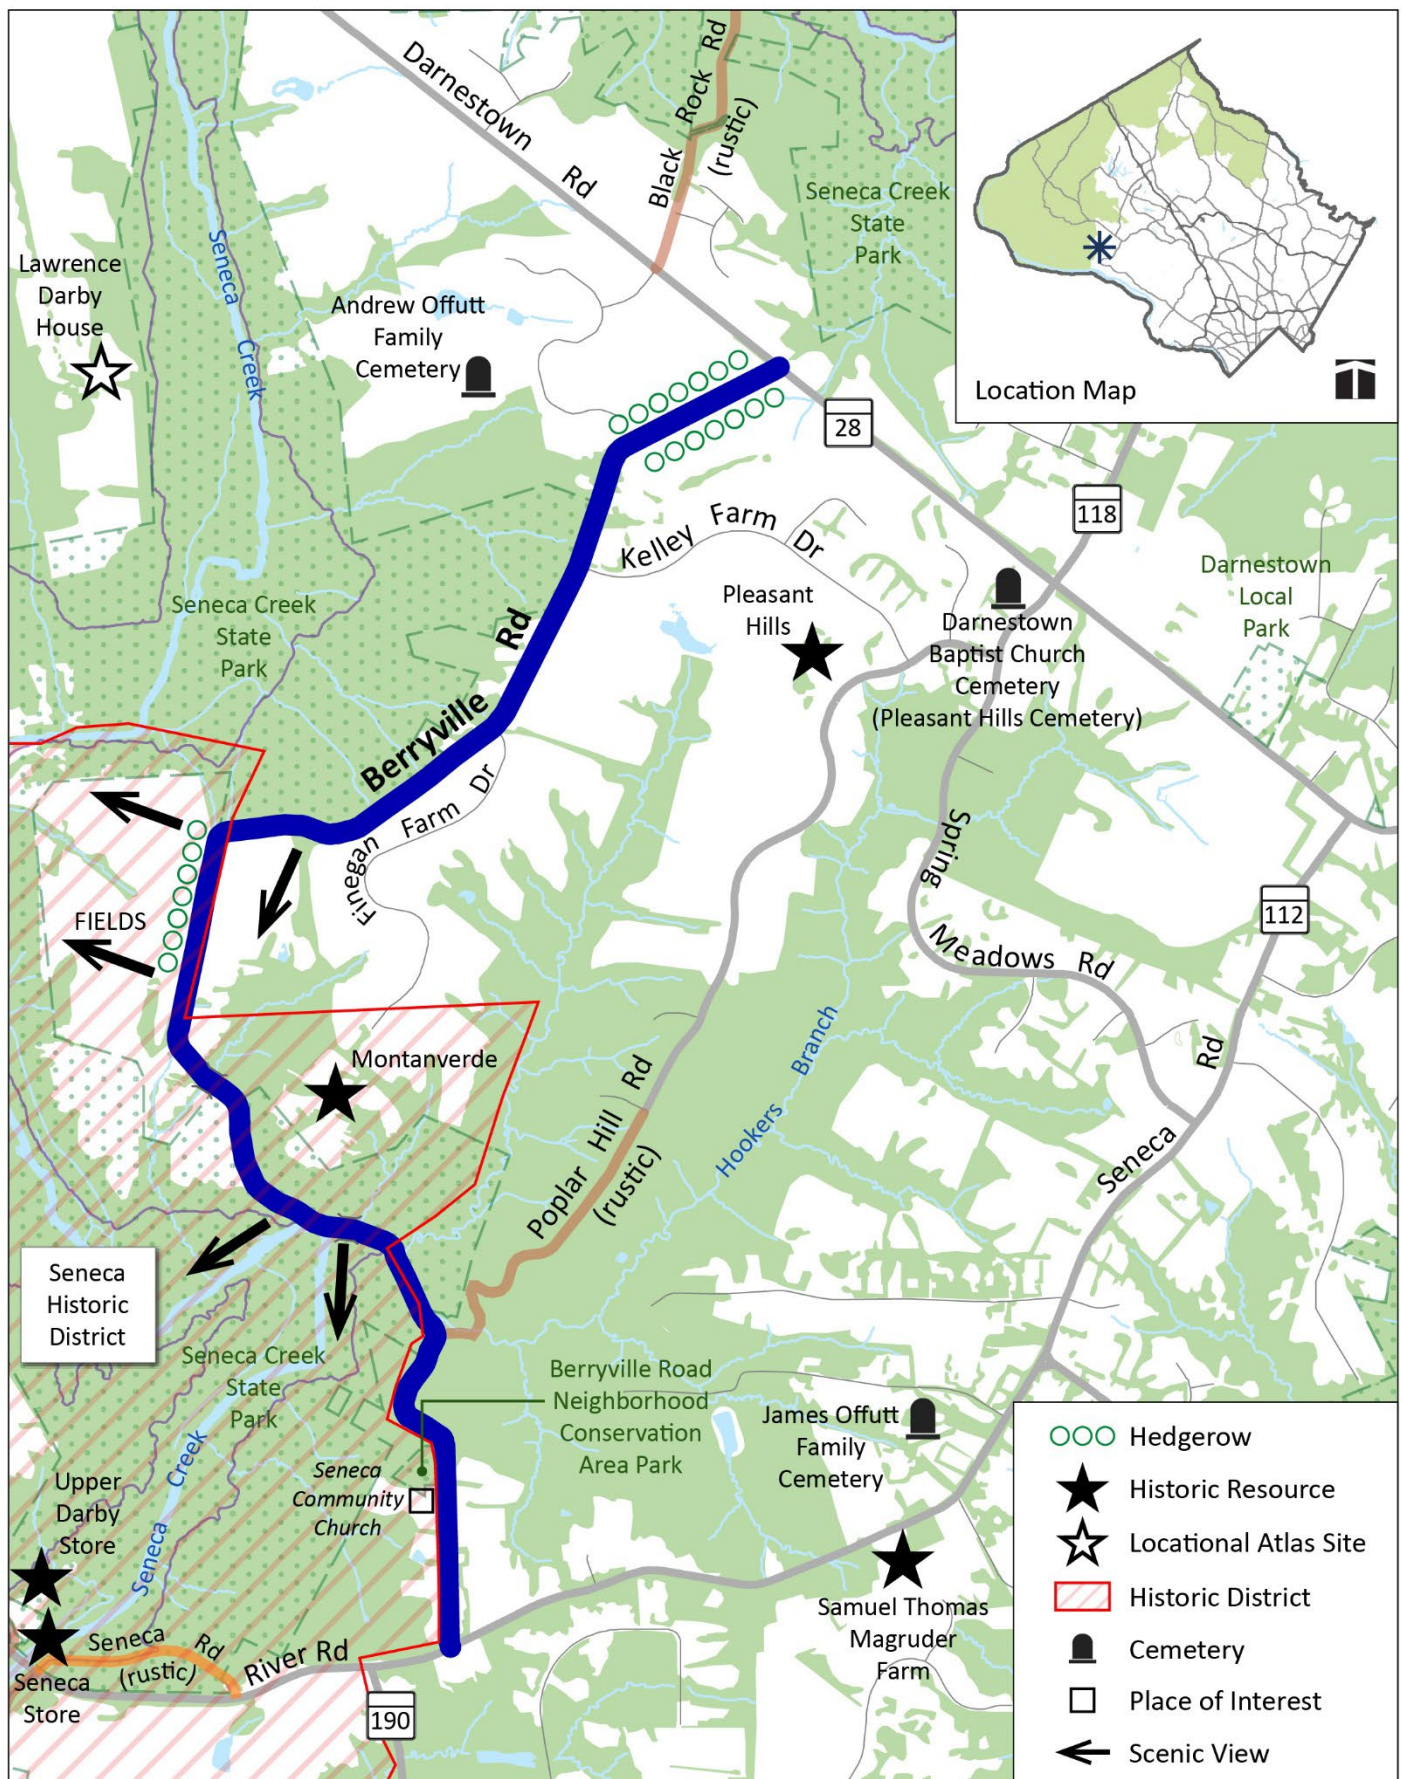 Darnestown
Rd
Black Rock Rd
(rustic)
Seneca Creek
State
Park
Location Map
Lawrence
Darby
House
Seneca
Creek
Andrew Offutt
Family
Cemetery
28
118
Kelley Farm Dr
Darnestown
Local
Park
Pleasant
Hills
Darnestown
Baptist Church
Cemetery
(Pleasant Hills Cemetery)
Seneca Creek
State
Park
Berryville Rd
Finegan Farm Dr
FIELDS
Spring
Meadows Rd
112
Montanverde
Hookers Branch
Poplar Hill Rd
(rustic)
Seneca Rd
Seneca
Historic
District
Seneca Creek
State
Park
Berryville Road
Neighborhood
Conservation
Area Park
James Offutt
Family
Cemetery
Seneca
Community
Church
Upper
Darby
Store
Seneca Creek
Samuel Thomas
Magruder
Farm
Seneca Rd
(rustic)
River Rd
Seneca
Store
190
Hedgerow
Historic Resource
Locational Atlas Site
Historic District
Cemetery
Place of Interest
Scenic View